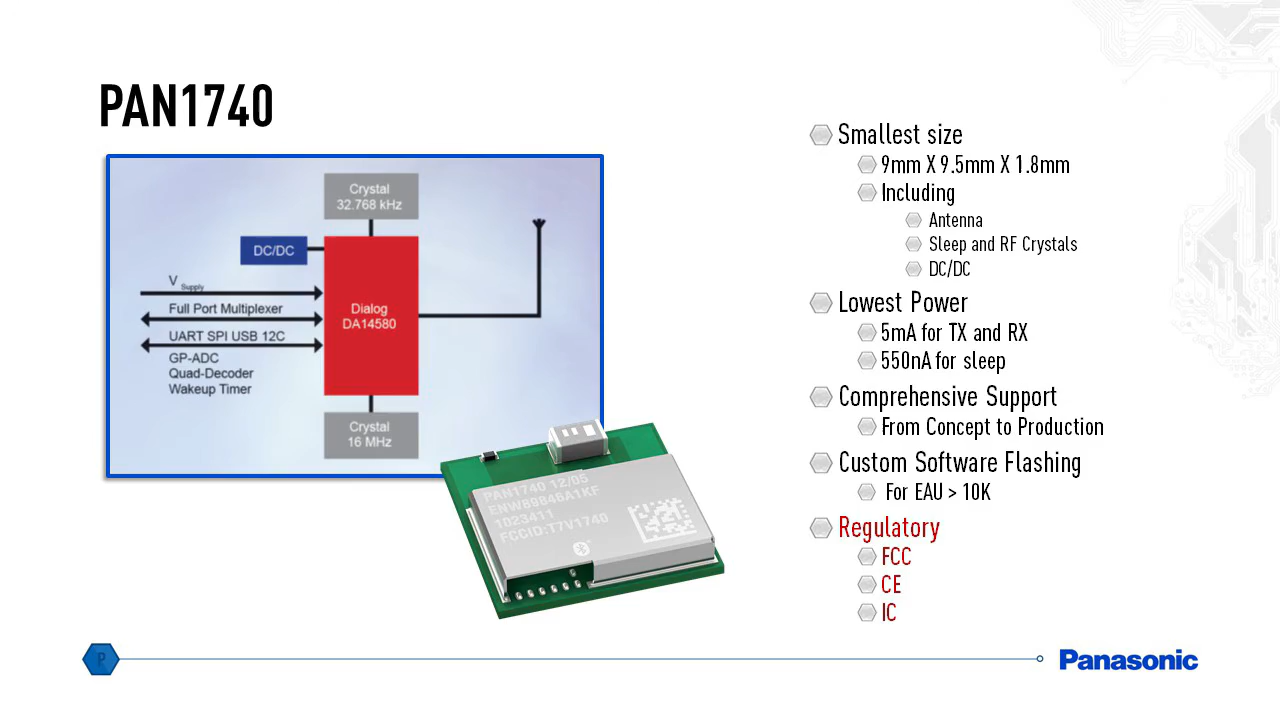 PAN1740
Crystal
32.768 kHz
DC/DC
V Supply
Full Port Multiplexer
UART SPI USB 12C
GP-ADC
Quad-Decoder
Wakeup Timer
Dialog
DA14580
Crystal
16 MHz
PAN1740 12/05
ENW89846A1KF
1023411
FCCID:T7V1740
Smallest size
9mm X 9.5mm X 1.8mm
Including
Antenna
Sleep and RF Crystals
DC/DC
Lowest Power
5mA for TX and RX
550nA for sleep
Comprehensive Support
From Concept to Production
Custom Software Flashing
For EAU > 10K
Regulatory
FCC
CE
IC
P
Panasonic